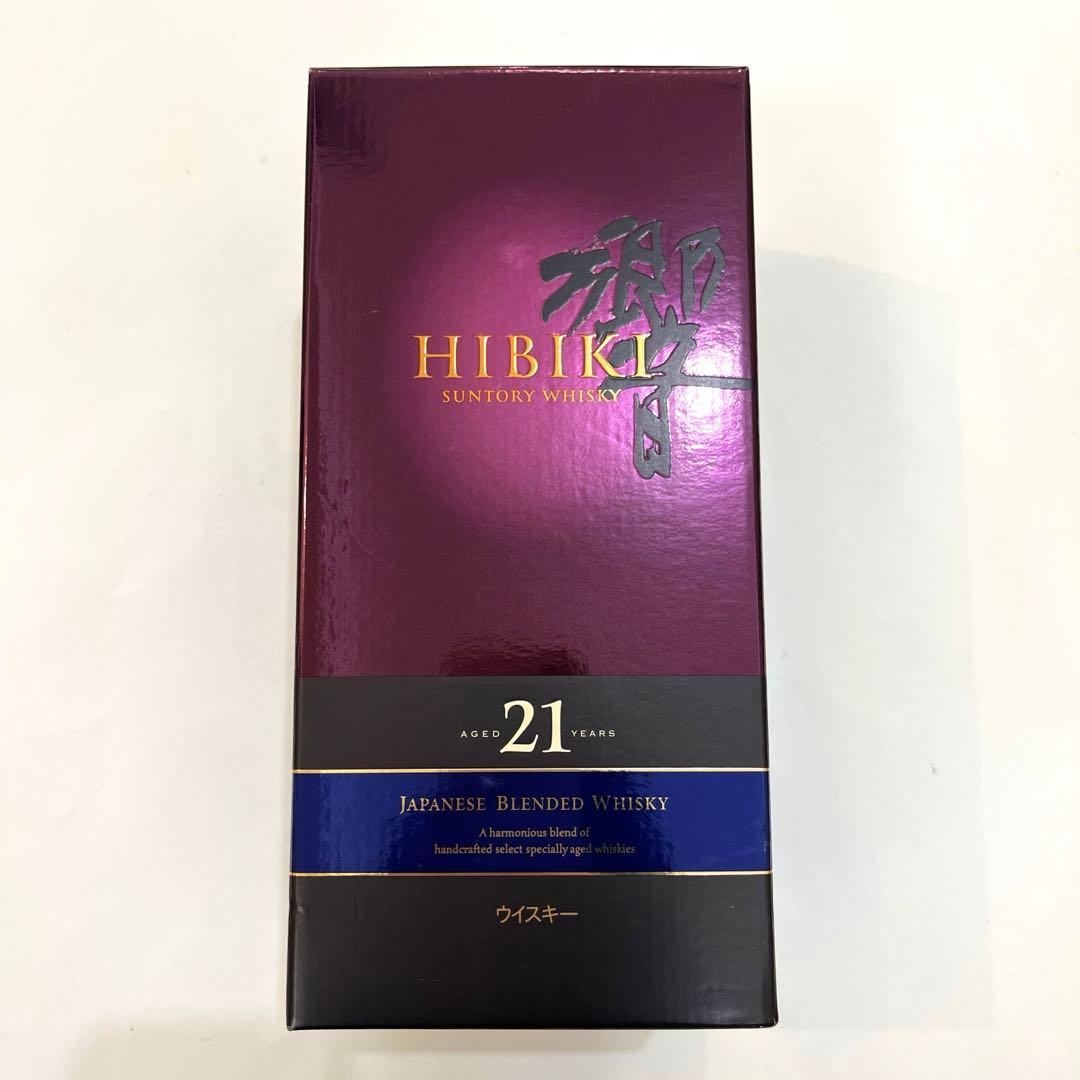 響
HIBIKI
SUNTORY WHISKY
AGED 21 YEARS
JAPANESE BLENDED WHISKY
A harmonious blend of
handcrafted select specially aged whiskies
ウイスキー